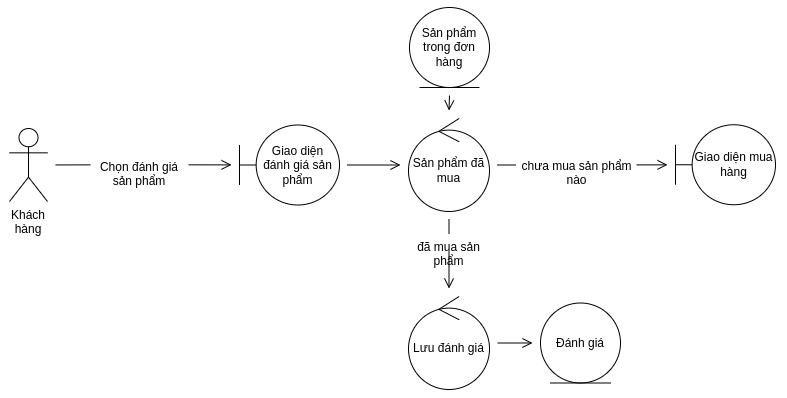 Sản phẩm
trong đơn
hàng
Chọn đánh giá
sản phẩm
Giao diện
đánh giá sản
phẩm
Sản phẩm đã
mua
chưa mua sản phẩm
nào
Giao diện mua
hàng
Khách
hàng
đã mua sản
phẩm
Lưu đánh giá
Đánh giá